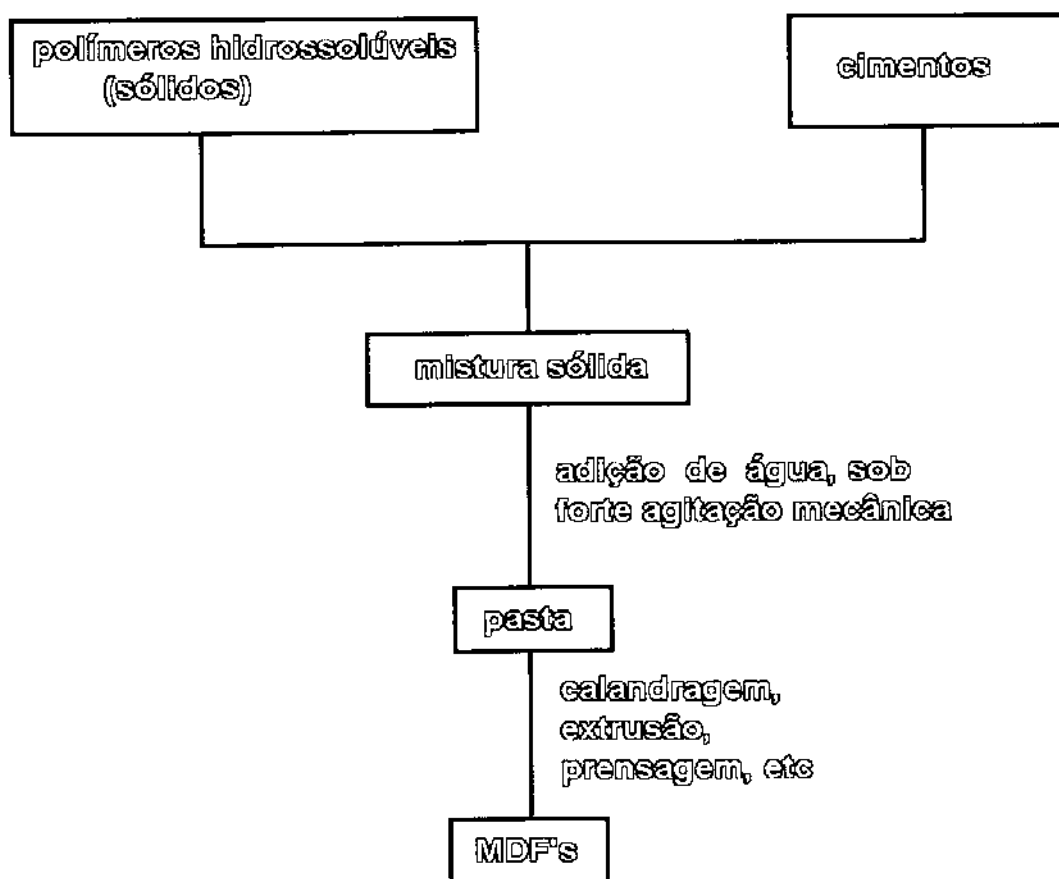 polímeros hidrossolúveis
(sólidos)
cimentos
mistura sólida
adição de água, sob
forte agitação mecânica
pasta
calandragem,
extrusão,
prensagem, etc
MDF's